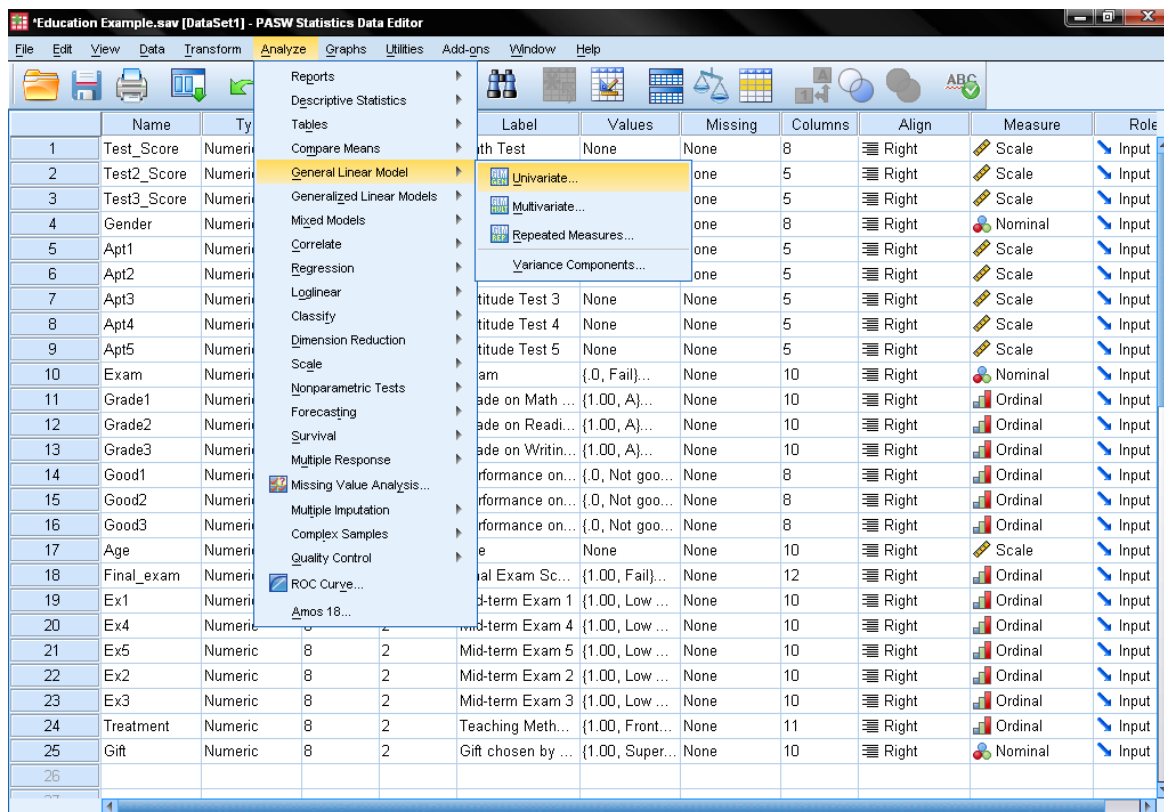 *Education Example.sav [DataSet1] - PASW Statistics Data Editor
File Edit View Data Transform Analyze Graphs Utilities Add-ons Window Help
Reports
Descriptive Statistics
Tables
Compare Means
General Linear Model
Generalized Linear Models
Mixed Models
Correlate
Regression
Loglinear
Classify
Dimension Reduction
Scale
Nonparametric Tests
Forecasting
Survival
Multiple Response
Missing Value Analysis...
Multiple Imputation
Complex Samples
Quality Control
ROC Curve...
Amos 18...
GLM GEN Univariate...
GLM MULT Multivariate...
GLM REP Repeated Measures...
Variance Components...
A 1 ABC
Name Ty Label Values Missing Columns Align Measure Role
1 Test_Score Numeri th Test None None 8 Right Scale Input
2 Test2_Score Numeri one 5 Right Scale Input
3 Test3_Score Numeri one 5 Right Scale Input
4 Gender Numeri one 8 Right Nominal Input
5 Apt1 Numeri one 5 Right Scale Input
6 Apt2 Numeri one 5 Right Scale Input
7 Apt3 Numeri titude Test 3 None None 5 Right Scale Input
8 Apt4 Numeri titude Test 4 None None 5 Right Scale Input
9 Apt5 Numeri titude Test 5 None None 5 Right Scale Input
10 Exam Numeri am {.0, Fail}... None 10 Right Nominal Input
11 Grade1 Numeri ade on Math ... {1.00, A}... None 10 Right Ordinal Input
12 Grade2 Numeri ade on Readi... {1.00, A}... None 10 Right Ordinal Input
13 Grade3 Numeri ade on Writin... {1.00, A}... None 10 Right Ordinal Input
14 Good1 Numeri rformance on... {.0, Not goo... None 8 Right Ordinal Input
15 Good2 Numeri rformance on... {.0, Not goo... None 8 Right Ordinal Input
16 Good3 Numeri rformance on... {.0, Not goo... None 8 Right Ordinal Input
17 Age Numeri e None None 10 Right Scale Input
18 Final_exam Numeri al Exam Sc... {1.00, Fail}... None 12 Right Ordinal Input
19 Ex1 Numeri d-term Exam 1 {1.00, Low ... None 10 Right Ordinal Input
20 Ex4 Numeric 8 2 Mid-term Exam 4 {1.00, Low ... None 10 Right Ordinal Input
21 Ex5 Numeric 8 2 Mid-term Exam 5 {1.00, Low ... None 10 Right Ordinal Input
22 Ex2 Numeric 8 2 Mid-term Exam 2 {1.00, Low ... None 10 Right Ordinal Input
23 Ex3 Numeric 8 2 Mid-term Exam 3 {1.00, Low ... None 10 Right Ordinal Input
24 Treatment Numeric 8 2 Teaching Meth... {1.00, Front... None 11 Right Ordinal Input
25 Gift Numeric 8 2 Gift chosen by ... {1.00, Super... None 10 Right Nominal Input
26